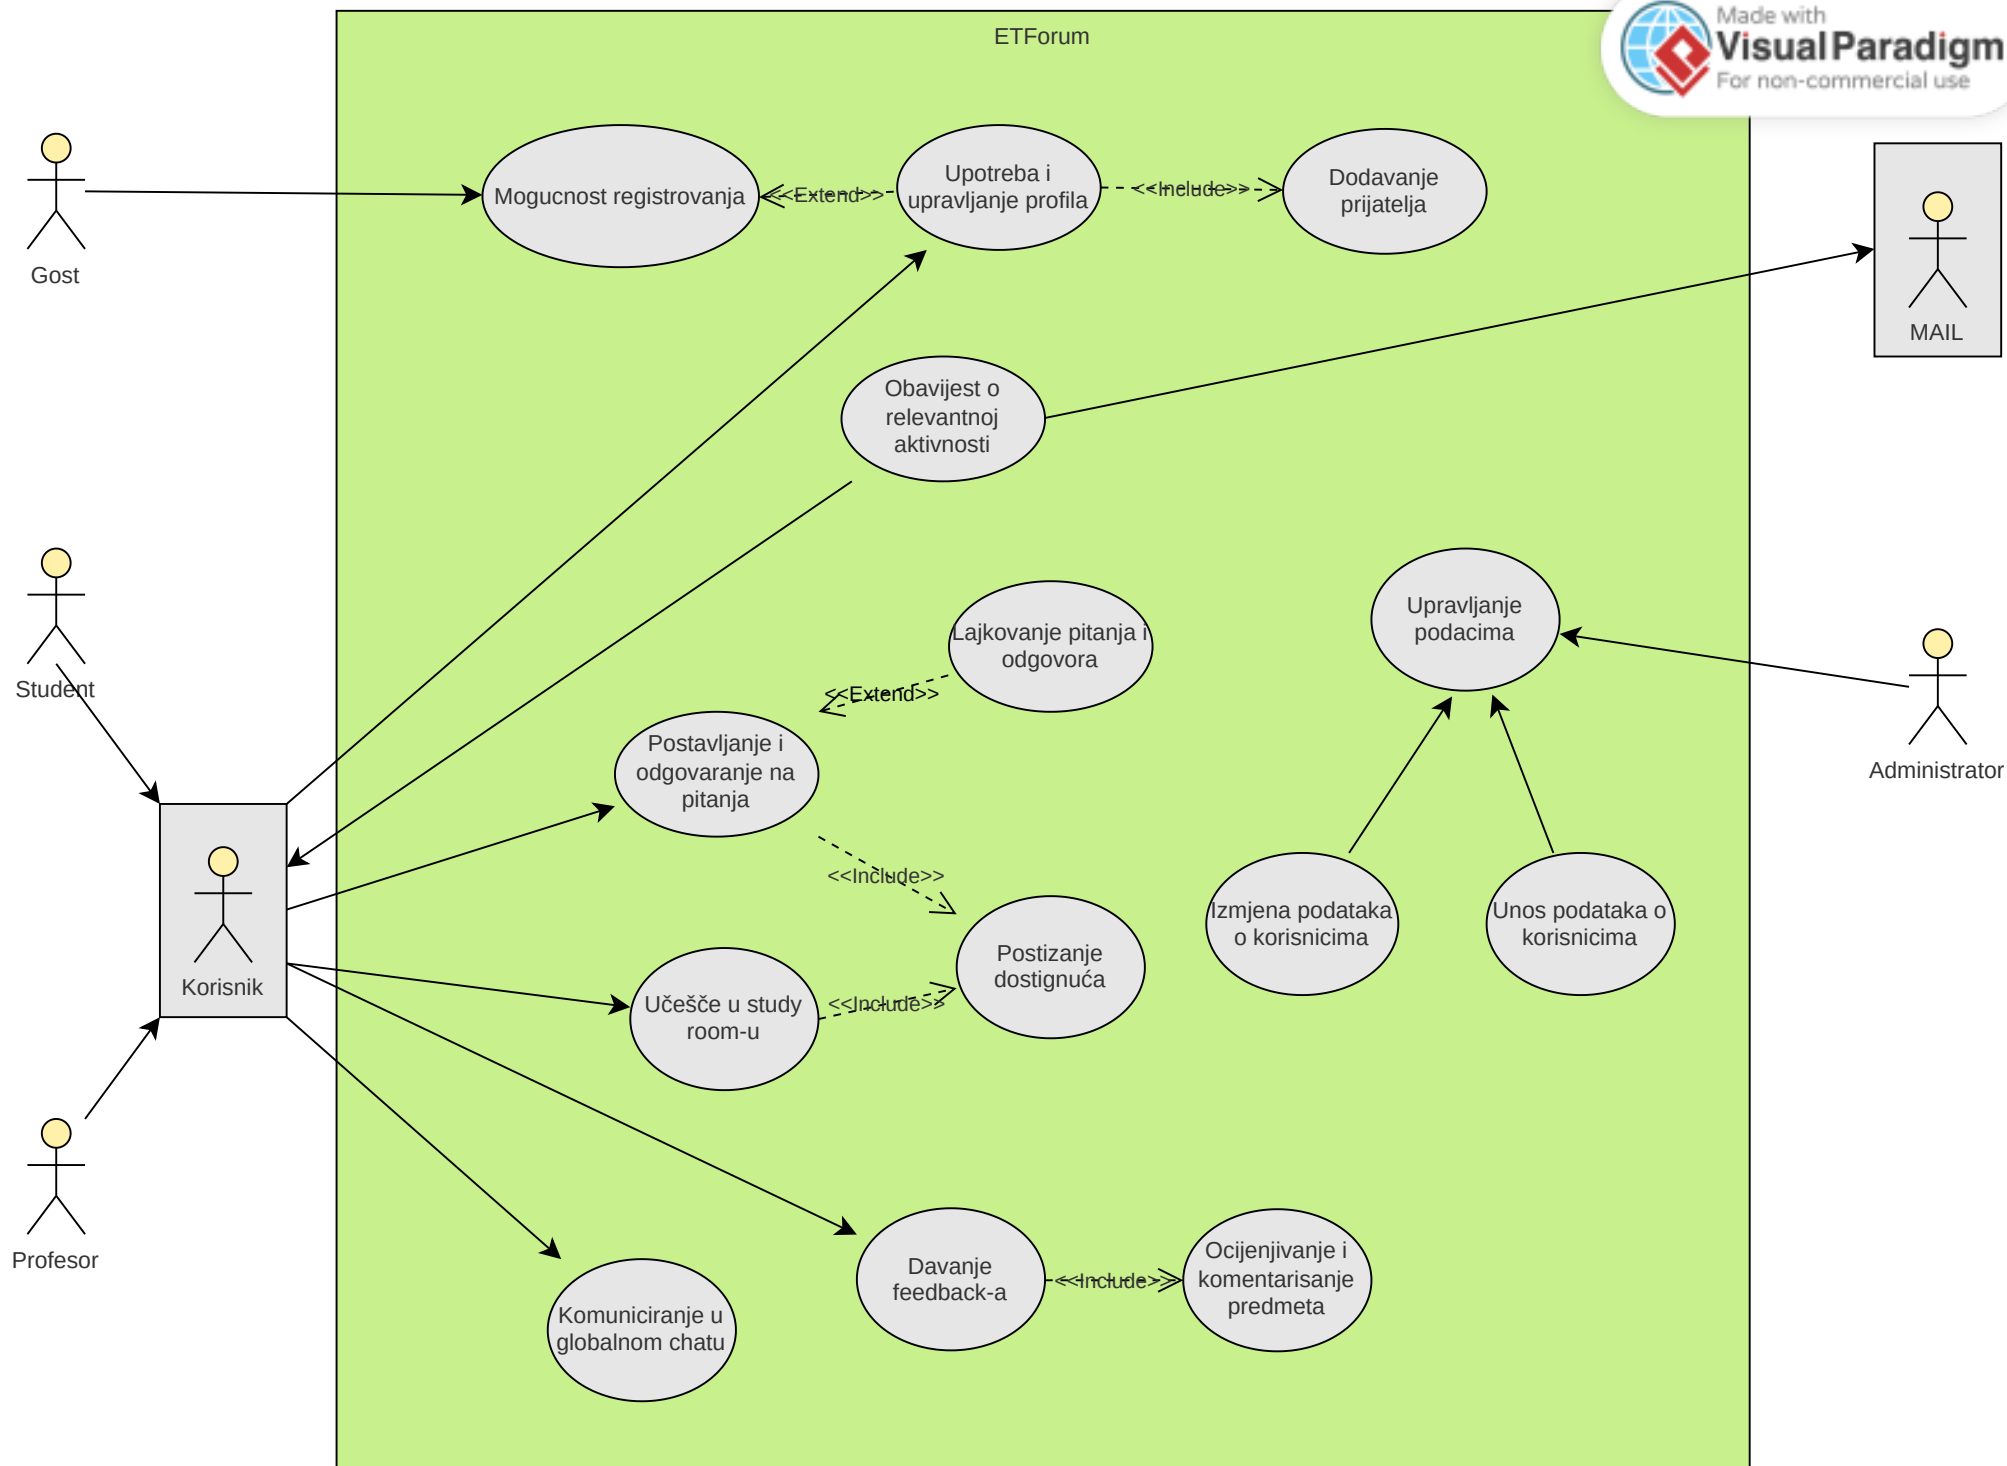 ETForum
Made with
Visual Paradigm
For non-commercial use
Gost
Mogucnost registrovanja
<<Extend>>
Upotreba i
upravljanje profila
<<Include>>
Dodavanje
prijatelja
MAIL
Obavijest o
relevantnoj
aktivnosti
Student
Lajkovanje pitanja i
odgovora
<<Extend>>
Upravljanje
podacima
Administrator
Postavljanje i
odgovaranje na
pitanja
<<Include>>
Izmjena podataka
o korisnicima
Unos podataka o
korisnicima
Korisnik
Učešče u study
room-u
<<Include>>
Postizanje
dostignuća
Profesor
Komuniciranje u
globalnom chatu
Davanje
feedback-a
<<Include>>
Ocijenjivanje i
komentarisanje
predmeta